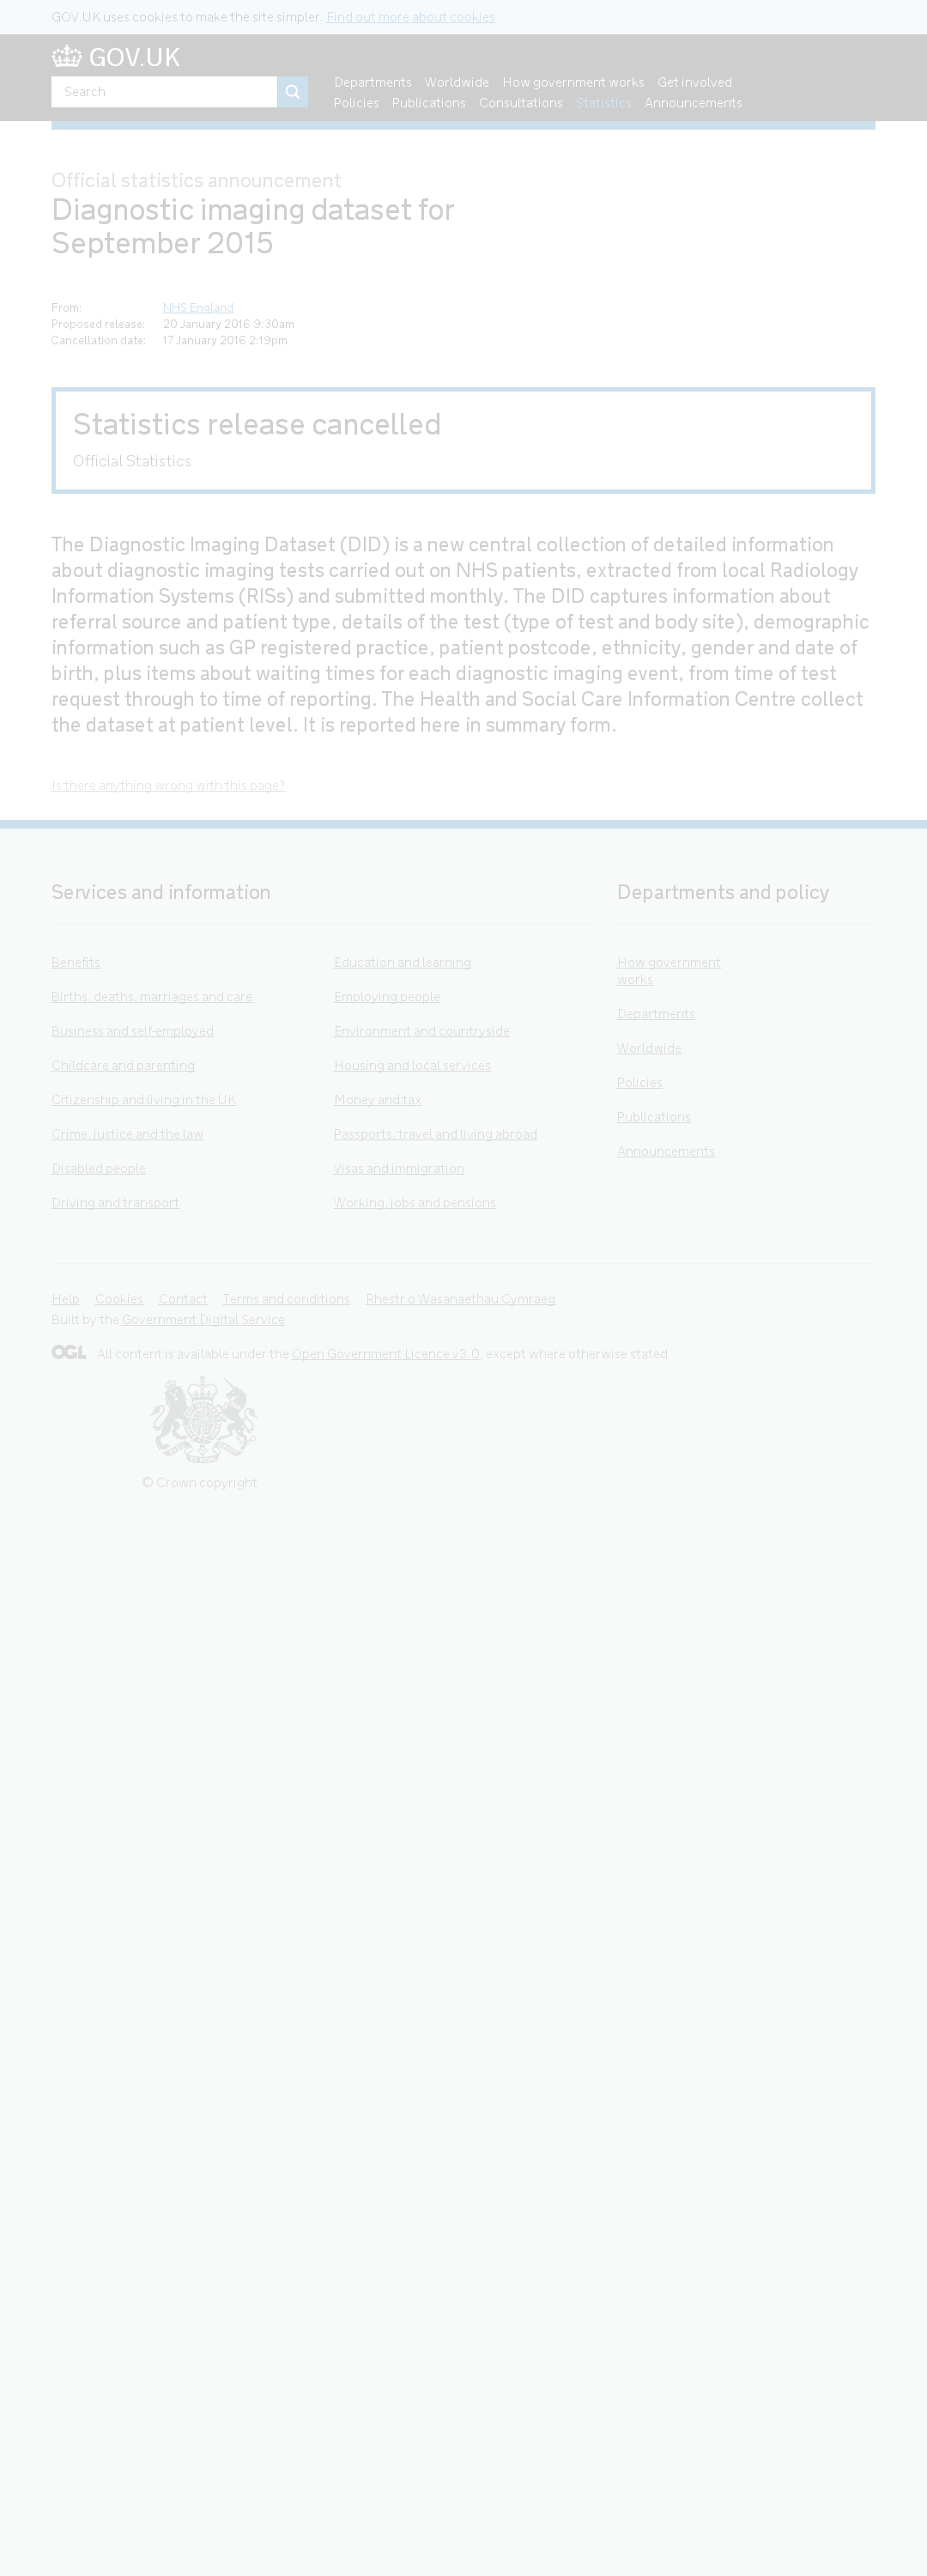 GOV.UK uses cookies to make the site simpler. Find out more about cookies
GOV.UK
Search
Departments Worldwide How government works Get involved
Policies Publications Consultations Statistics Announcements
Official statistics announcement
Diagnostic imaging dataset for
September 2015
From: NHS England
Proposed release: 20 January 2016 9:30am
Cancellation date: 17 January 2016 2:19pm
Statistics release cancelled
Official Statistics
The Diagnostic Imaging Dataset (DID) is a new central collection of detailed information
about diagnostic imaging tests carried out on NHS patients, extracted from local Radiology
Information Systems (RISs) and submitted monthly. The DID captures information about
referral source and patient type, details of the test (type of test and body site), demographic
information such as GP registered practice, patient postcode, ethnicity, gender and date of
birth, plus items about waiting times for each diagnostic imaging event, from time of test
request through to time of reporting. The Health and Social Care Information Centre collect
the dataset at patient level. It is reported here in summary form.
Is there anything wrong with this page?
Services and information
Benefits
Births, deaths, marriages and care
Business and self-employed
Childcare and parenting
Citizenship and living in the UK
Crime, justice and the law
Disabled people
Driving and transport
Education and learning
Employing people
Environment and countryside
Housing and local services
Money and tax
Passports, travel and living abroad
Visas and immigration
Working, jobs and pensions
Departments and policy
How government
works
Departments
Worldwide
Policies
Publications
Announcements
Help Cookies Contact Terms and conditions Rhestr o Wasanaethau Cymraeg
Built by the Government Digital Service
OGL All content is available under the Open Government Licence v3.0, except where otherwise stated
© Crown copyright